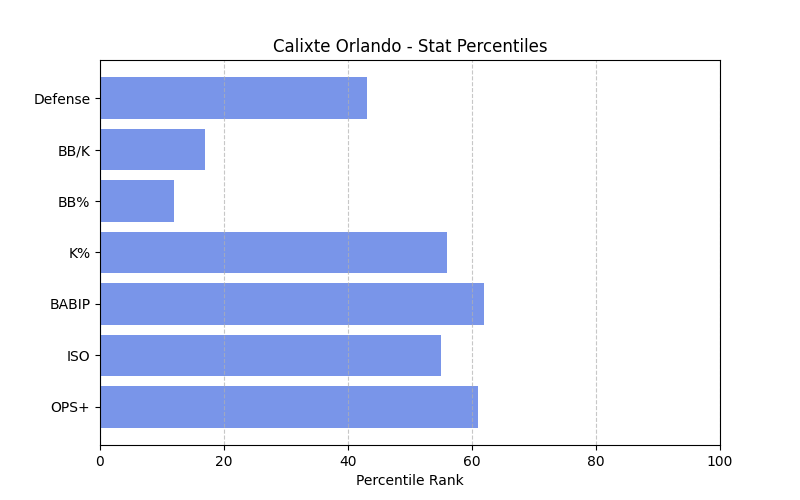 Calixte Orlando - Stat Percentiles
Defense
BB/K
BB%
K%
BABIP
ISO
OPS+
0 20 40 60 80 100
Percentile Rank